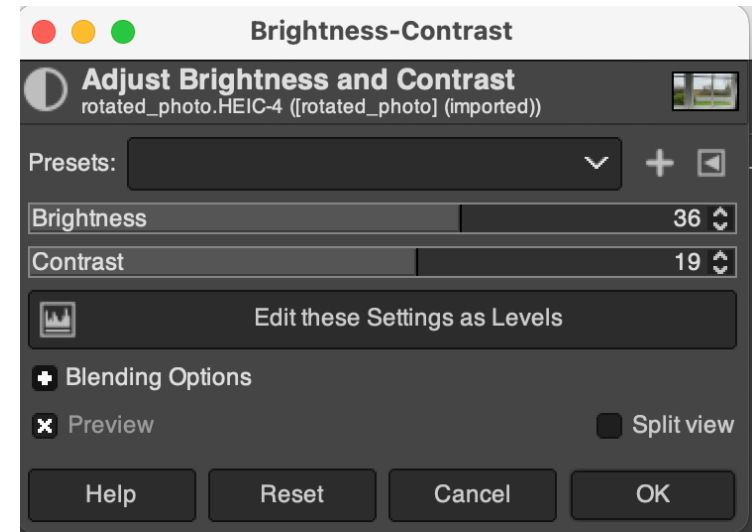 Brightness-Contrast
Adjust Brightness and Contrast
rotated_photo.HEIC-4 ([rotated_photo] (imported))
Presets:
Brightness 36
Contrast 19
Edit these Settings as Levels
Blending Options
Preview Split view
Help Reset Cancel OK